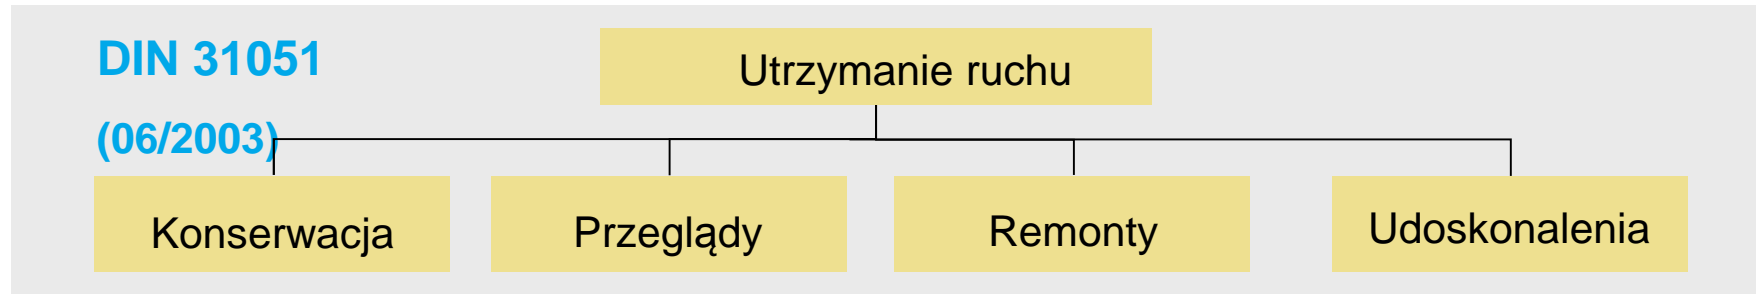 DIN 31051
(06/2003)
Utrzymanie ruchu
Konserwacja
Przeglądy
Remonty
Udoskonalenia